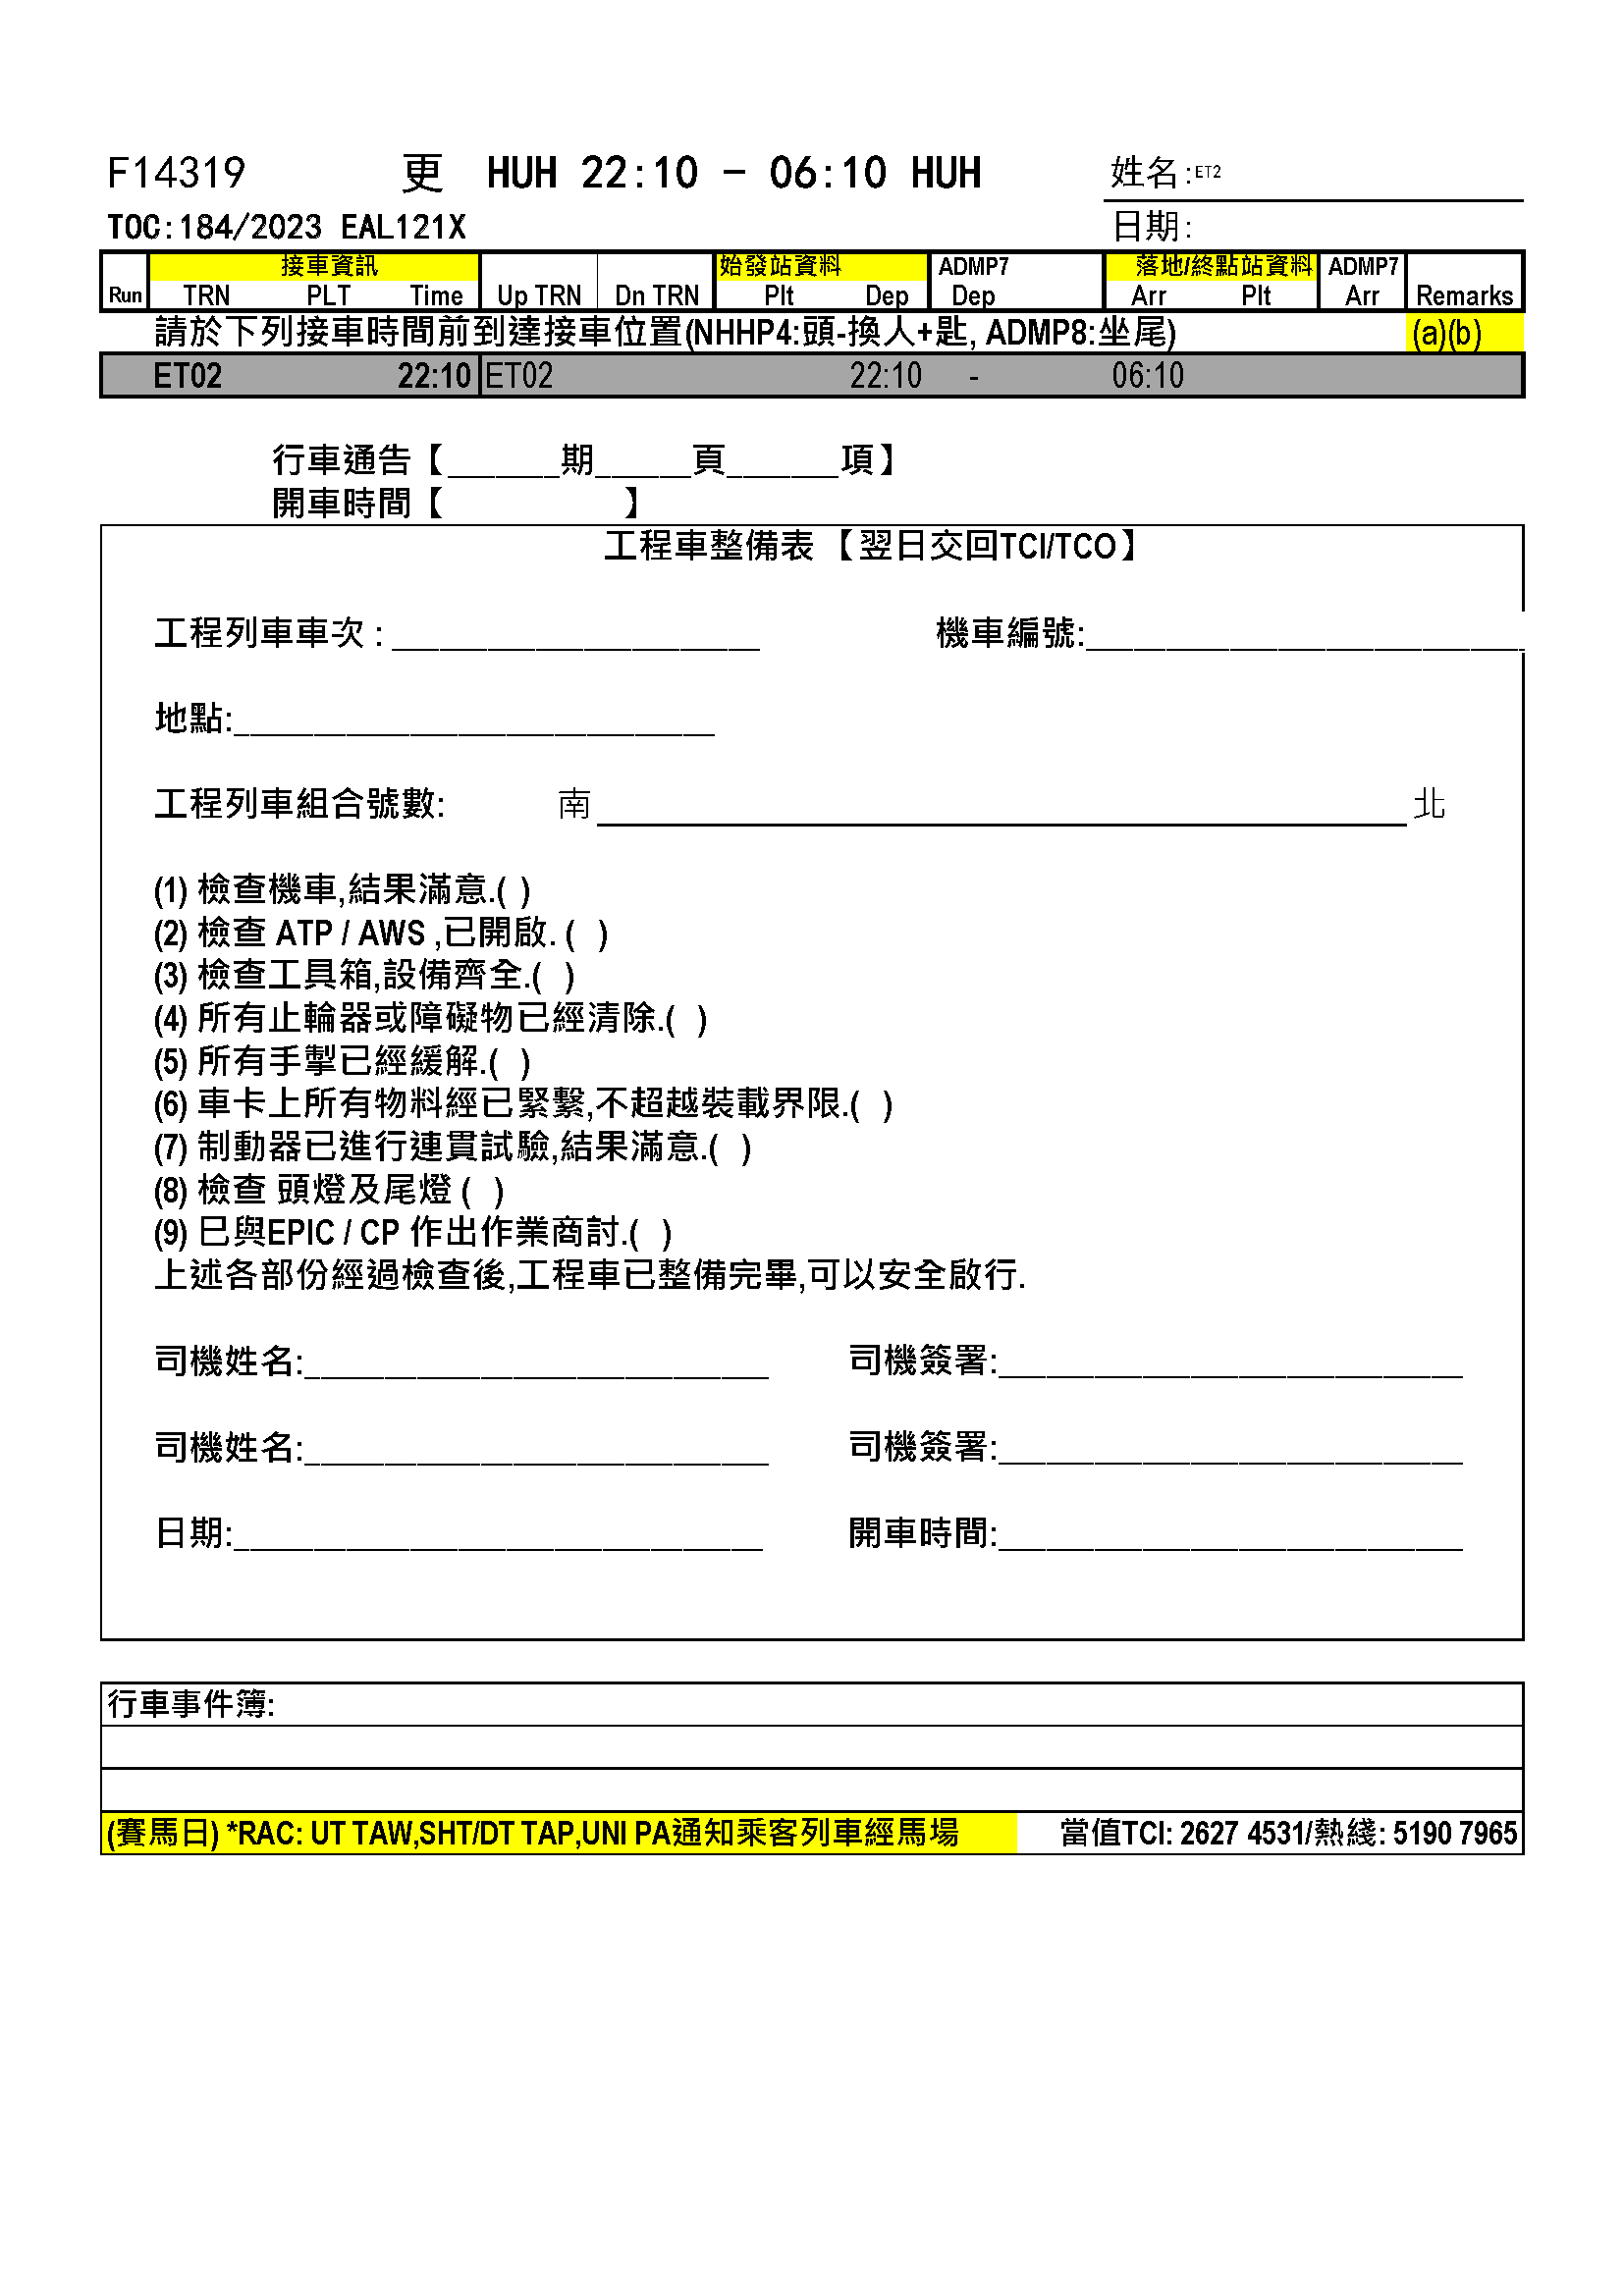 F14319 更 HUH 22:10 - 06:10 HUH 姓名:ET2
TOC:184/2023 EAL121X 日期:
接車資訊 始發站資料 ADMP7 落地/終點站資料 ADMP7
Run TRN PLT Time Up TRN Dn TRN Plt Dep Dep Arr Plt Arr Remarks
請於下列接車時間前到達接車位置(NHHP4:頭-換人+匙, ADMP8:坐尾) (a)(b)
ET02 22:10 ET02 22:10 - 06:10
行車通告【_______期______頁_______項】
開車時間【 】
工程車整備表 【翌日交回TCI/TCO】
工程列車車次 : _______________________ 機車編號:____________________________
地點:______________________________
工程列車組合號數: 南 北
(1) 檢查機車,結果滿意.( )
(2) 檢查 ATP / AWS ,已開啟. ( )
(3) 檢查工具箱,設備齊全.( )
(4) 所有止輪器或障礙物已經清除.( )
(5) 所有手掣已經緩解.( )
(6) 車卡上所有物料經已緊繫,不超越裝載界限.( )
(7) 制動器已進行連貫試驗,結果滿意.( )
(8) 檢查 頭燈及尾燈 ( )
(9) 巳與EPIC / CP 作出作業商討.( )
上述各部份經過檢查後,工程車已整備完畢,可以安全啟行.
司機姓名:_____________________________ 司機簽署:_____________________________
司機姓名:_____________________________ 司機簽署:_____________________________
日期:_________________________________ 開車時間:_____________________________
行車事件簿:
(賽馬日) *RAC: UT TAW,SHT/DT TAP,UNI PA通知乘客列車經馬場 當值TCI: 2627 4531/熱綫: 5190 7965